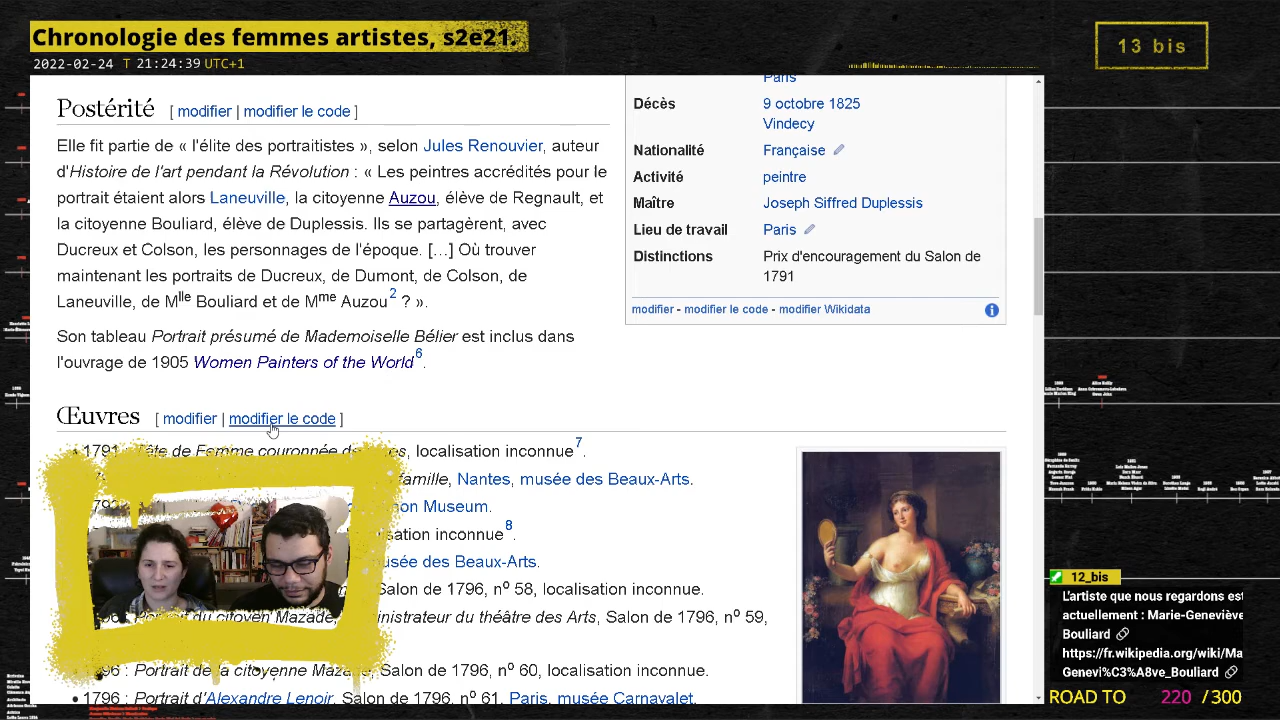 Chronologie des femmes artistes, s2e21.
2022-02-24 T 21:24:39 UTC+1
13 bis
Postérité [ modifier | modifier le code ]
Elle fit partie de « l'élite des portraitistes », selon Jules Renouvier, auteur
d'Histoire de l'art pendant la Révolution : « Les peintres accrédités pour le
portrait étaient alors Laneuville, la citoyenne Auzou, élève de Regnault, et
la citoyenne Bouliard, élève de Duplessis. Ils se partagèrent, avec
Ducreux et Colson, les personnages de l'époque. […] Où trouver
maintenant les portraits de Ducreux, de Dumont, de Colson, de
Laneuville, de Mlle Bouliard et de Mme Auzou2 ? ».
Son tableau Portrait présumé de Mademoiselle Bélier est inclus dans
l'ouvrage de 1905 Women Painters of the World6.
Paris
Décès 9 octobre 1825
Vindecy
Nationalité Française
Activité peintre
Maître Joseph Siffred Duplessis
Lieu de travail Paris
Distinctions Prix d'encouragement du Salon de
1791
modifier - modifier le code - modifier Wikidata
Œuvres [ modifier | modifier le code ]
1791 Tête de Femme couronnée de, localisation inconnue7.
famille, Nantes, musée des Beaux-Arts.
Museum.
inconnue8.
musée des Beaux-Arts.
Salon de 1796, no 58, localisation inconnue.
Portrait du citoyen Mazade, administrateur du théâtre des Arts, Salon de 1796, no 59,
Portrait de la citoyenne Mazade, Salon de 1796, no 60, localisation inconnue.
• 1796 : Portrait d'Alexandre Lenoir, Salon de 1796, no 61, Paris, musée Carnavalet.
12_bis
L'artiste que nous regardons est
actuellement : Marie-Geneviève
Bouliard
https://fr.wikipedia.org/wiki/Ma
Genevi%C3%A8ve_Bouliard
ROAD TO 220 /300